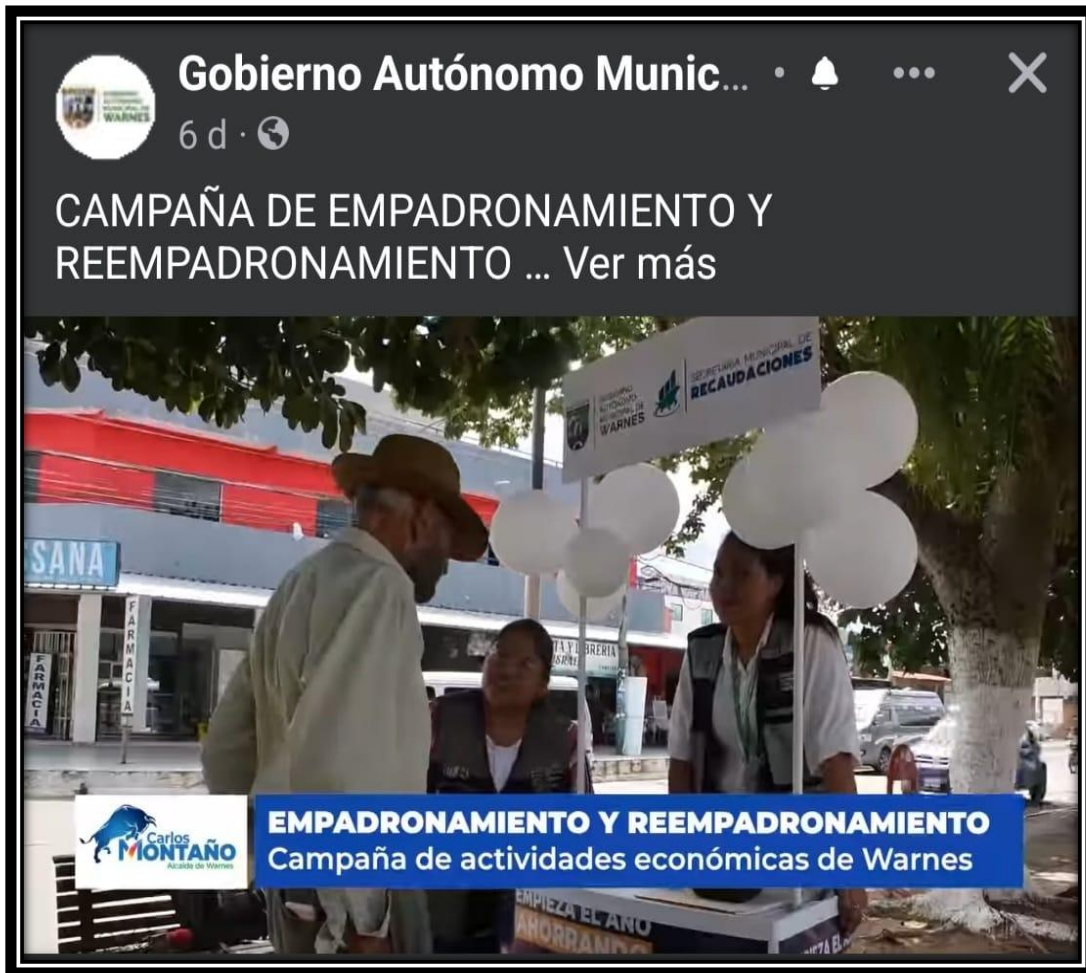 Gobierno Autónomo Munic...
6 d
CAMPAÑA DE EMPADRONAMIENTO Y
REEMPADRONAMIENTO ... Ver más
GOBIERNO
AUTÓNOMO
MUNICIPAL DE
WARNES
SECRETARIA MUNICIPAL DE
RECAUDACIONES
SANA
FARMACIA
FARMACIA
BRERIA
EMPADRONAMIENTO Y REEMPADRONAMIENTO
Campaña de actividades económicas de Warnes
Carlos
MONTAÑO
Alcalde de Warnes
EMPIEZA EL AÑO
AHORRANDO